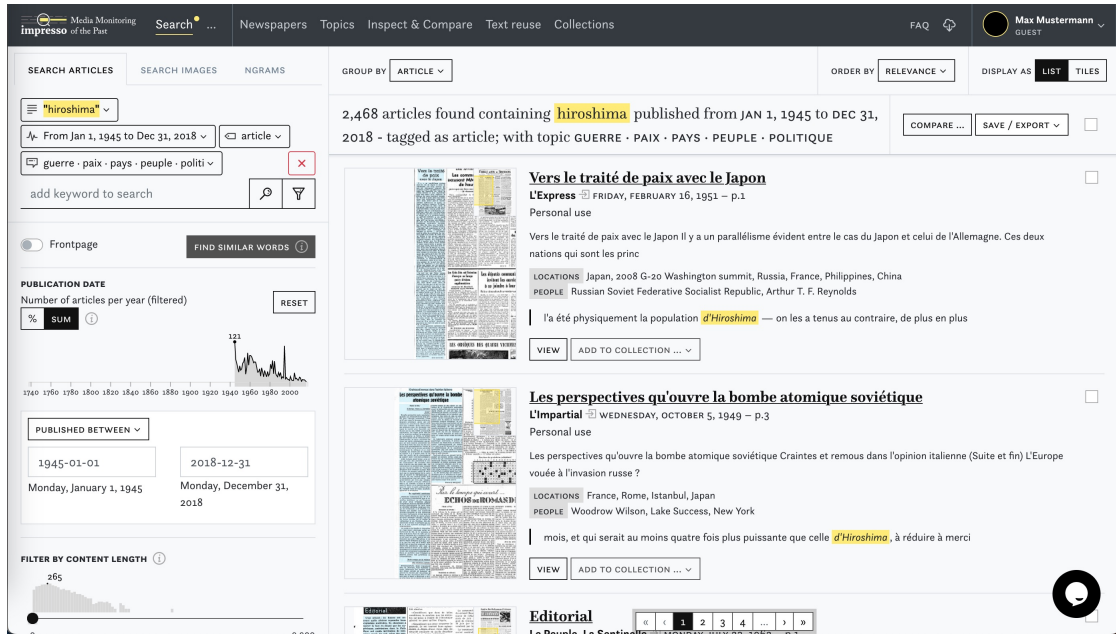 impresso Media Monitoring of the Past
Search ...
Newspapers Topics Inspect & Compare Text reuse Collections
FAQ
Max Mustermann
GUEST
SEARCH ARTICLES SEARCH IMAGES NGRAMS
"hiroshima"
From Jan 1, 1945 to Dec 31, 2018
article
guerre · paix · pays · peuple · politi
add keyword to search
Frontpage
FIND SIMILAR WORDS
PUBLICATION DATE
Number of articles per year (filtered)
RESET
% SUM
121
1740 1760 1780 1800 1820 1840 1860 1880 1900 1920 1940 1960 1980 2000
PUBLISHED BETWEEN
1945-01-01 2018-12-31
Monday, January 1, 1945
Monday, December 31, 2018
FILTER BY CONTENT LENGTH
265
GROUP BY ARTICLE
ORDER BY RELEVANCE
DISPLAY AS LIST TILES
2,468 articles found containing hiroshima published from JAN 1, 1945 to DEC 31,
2018 - tagged as article; with topic GUERRE · PAIX · PAYS · PEUPLE · POLITIQUE
COMPARE ... SAVE / EXPORT
Vers le traité de paix avec le Japon
L'Express FRIDAY, FEBRUARY 16, 1951 – p.1
Personal use
Vers le traité de paix avec le Japon Il y a un parallélisme évident entre le cas du Japon et celui de l'Allemagne. Ces deux
nations qui sont les princ
LOCATIONS Japan, 2008 G-20 Washington summit, Russia, France, Philippines, China
PEOPLE Russian Soviet Federative Socialist Republic, Arthur T. F. Reynolds
l'a été physiquement la population d'Hiroshima — on les a tenus au contraire, de plus en plus
VIEW ADD TO COLLECTION ...
Les perspectives qu'ouvre la bombe atomique soviétique
L'Impartial WEDNESDAY, OCTOBER 5, 1949 – p.3
Personal use
Les perspectives qu'ouvre la bombe atomique soviétique Craintes et remous dans l'opinion italienne (Suite et fin) L'Europe
vouée à l'invasion russe ?
LOCATIONS France, Rome, Istanbul, Japan
PEOPLE Woodrow Wilson, Lake Success, New York
mois, et qui serait au moins quatre fois plus puissante que celle d'Hiroshima, à réduire à merci
VIEW ADD TO COLLECTION ...
Editorial
Editorial
« ‹ 1 2 3 4 ... › »